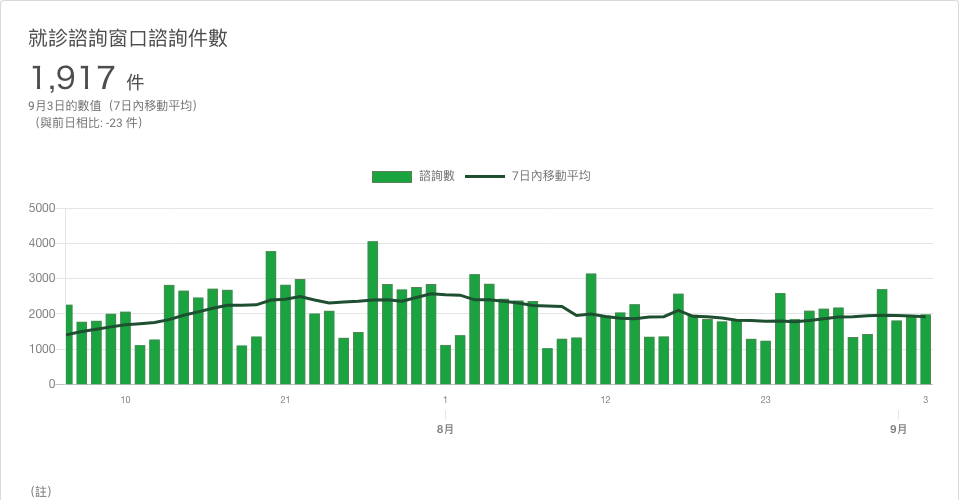 就診諮詢窗口諮詢件數
1,917 件
9月3日的數值（7日內移動平均）
（與前日相比: -23 件）
諮詢數 7日內移動平均
5000
4000
3000
2000
1000
0
10 21 1 12 23 3
8月 9月
（註）